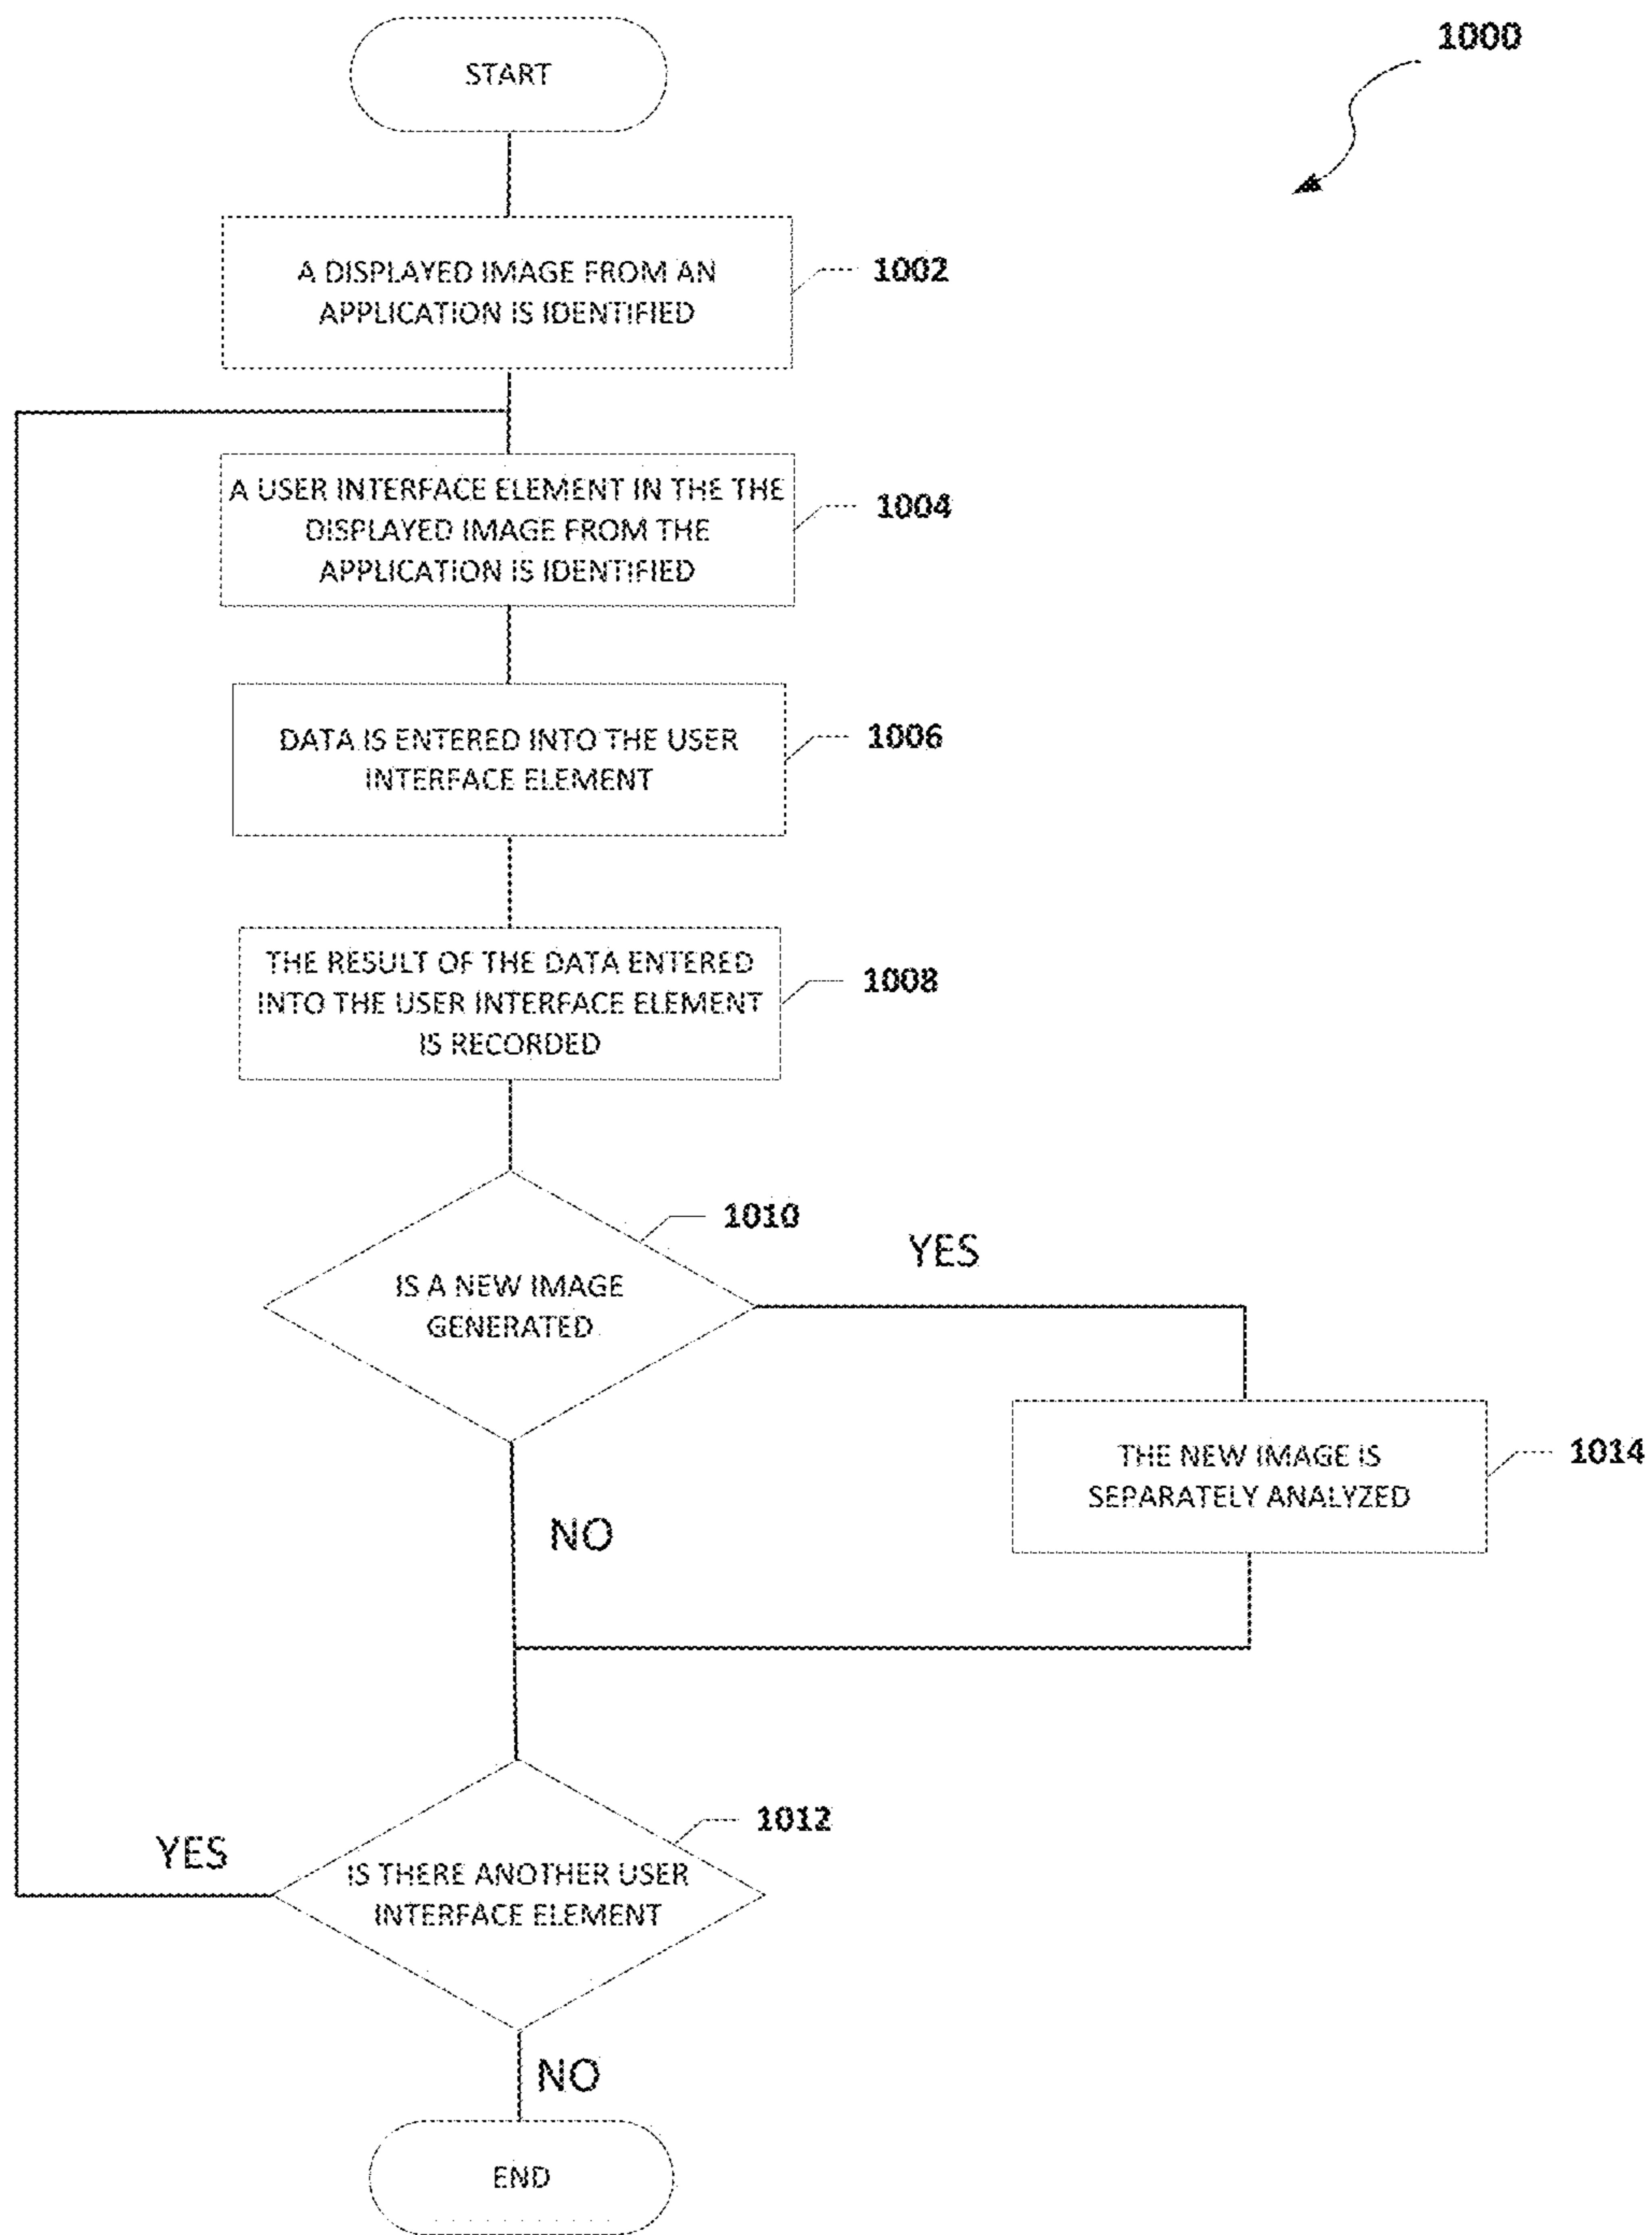 1000
START
A DISPLAYED IMAGE FROM AN
APPLICATION IS IDENTIFIED
1002
A USER INTERFACE ELEMENT IN THE THE
DISPLAYED IMAGE FROM THE
APPLICATION IS IDENTIFIED
1004
DATA IS ENTERED INTO THE USER
INTERFACE ELEMENT
1006
THE RESULT OF THE DATA ENTERED
INTO THE USER INTERFACE ELEMENT
IS RECORDED
1008
1010
IS A NEW IMAGE
GENERATED
YES
THE NEW IMAGE IS
SEPARATELY ANALYZED
1014
NO
1012
YES
IS THERE ANOTHER USER
INTERFACE ELEMENT
NO
END